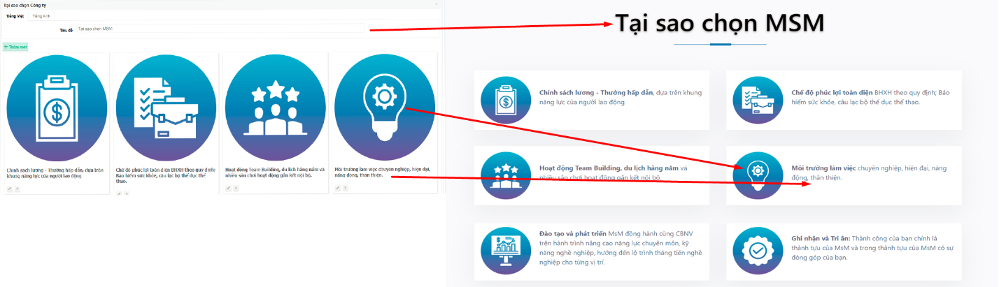 Tại sao chọn Công ty
Tiếng Việt
Tiếng Anh
Tiêu đề
Tại sao chọn MSM
Thêm mới
Chính sách lương - Thưởng hấp dẫn, dựa trên
khung năng lực của người lao động
Chế độ phúc lợi toàn diện BHXH theo quy định;
Bảo hiểm sức khỏe, câu lạc bộ thể dục thể
thao.
Hoạt động Team Building, du lịch hằng năm và
nhiều sân chơi hoạt động gắn kết nội bộ.
Môi trường làm việc chuyên nghiệp, hiện đại,
năng động, thân thiện.
Tại sao chọn MSM
Chính sách lương - Thưởng hấp dẫn, dựa trên khung
năng lực của người lao động
Chế độ phúc lợi toàn diện BHXH theo quy định; Bảo
hiểm sức khỏe, câu lạc bộ thể dục thể thao.
Hoạt động Team Building, du lịch hằng năm và
nhiều sân chơi hoạt động gắn kết nội bộ.
Môi trường làm việc chuyên nghiệp, hiện đại, năng
động, thân thiện.
Đào tạo và phát triển MsM đồng hành cùng CBNV
trên hành trình nâng cao năng lực chuyên môn, kỹ
năng nghề nghiệp, hướng đến lộ trình thăng tiến nghề
nghiệp cho từng vị trí.
Ghi nhận và Tri ân: Thành công của bạn chính là
thành tựu của MsM và trong thành tựu của MsM có sự
đóng góp của bạn.